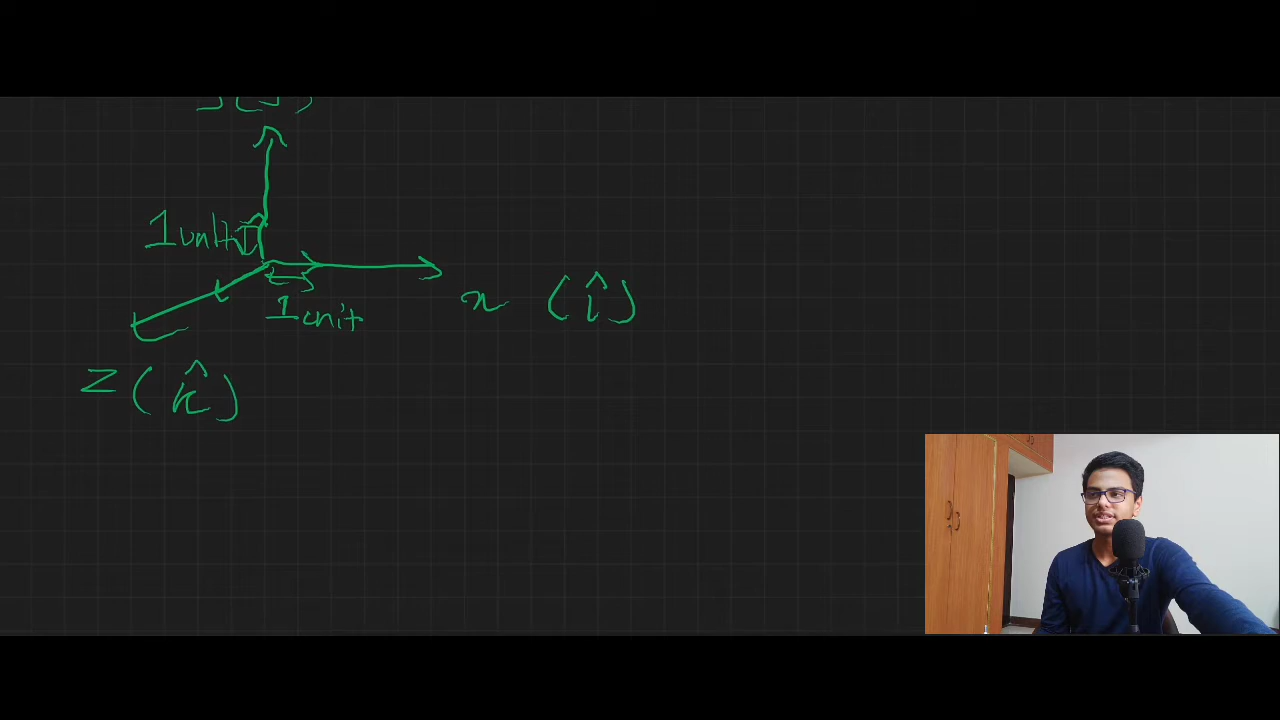 1 unit
1 unit
x (î)
z (k̂)